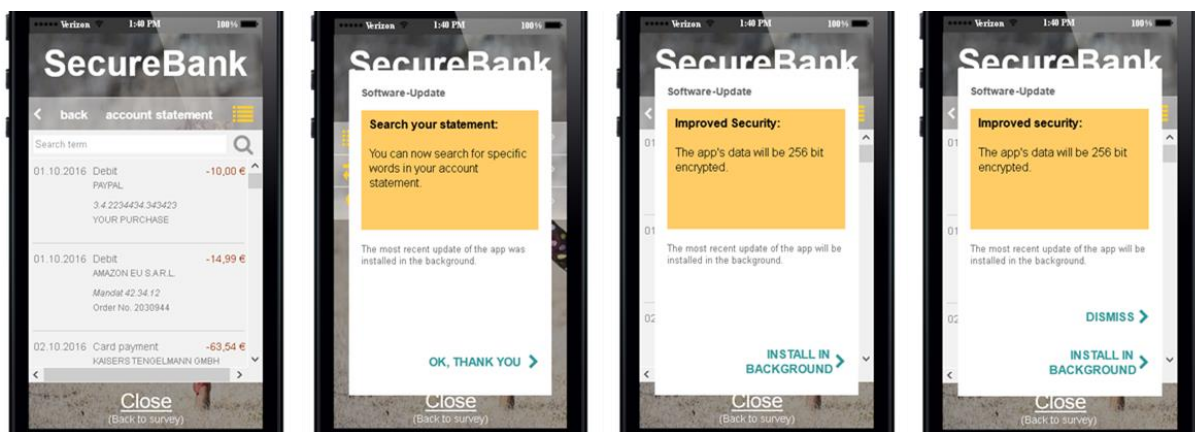 Verizon 1:40 PM 100%
SecureBank
back account statement
Search term
01.10.2016 Debit -10,00 €
PAYPAL
3.4.2234434.343423
YOUR PURCHASE
01.10.2016 Debit -14,99 €
AMAZON EU S.A.R.L.
Mandat 42.34.12
Order No. 2030944
02.10.2016 Card payment -63,54 €
KAISERS TENGELMANN GMBH
Close
(Back to survey)
Verizon 1:40 PM 100%
SecureBank
Software-Update
Search your statement:
You can now search for specific
words in your account
statement.
The most recent update of the app was
installed in the background.
OK, THANK YOU
Close
(Back to survey)
Verizon 1:40 PM 100%
SecureBank
Software-Update
Improved Security:
The app's data will be 256 bit
encrypted.
The most recent update of the app will be
installed in the background.
INSTALL IN
BACKGROUND
Close
(Back to survey)
Verizon 1:40 PM 100%
SecureBank
Software-Update
Improved security:
The app's data will be 256 bit
encrypted.
The most recent update of the app will be
installed in the background.
DISMISS
INSTALL IN
BACKGROUND
Close
(Back to survey)